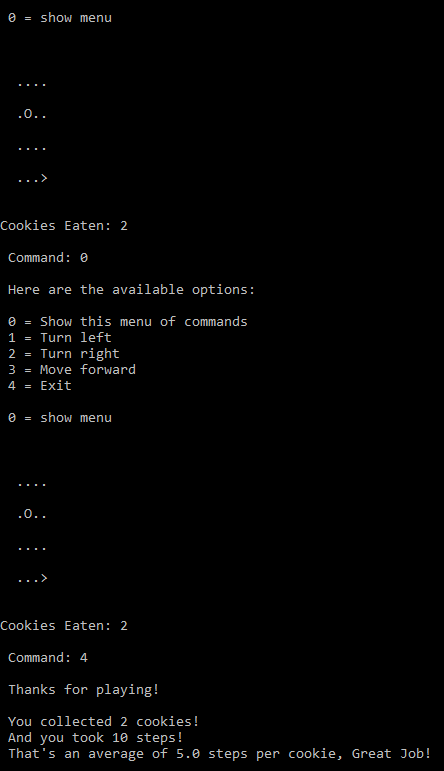 0 = show menu
....
.O..
....
...>
Cookies Eaten: 2
Command: 0
Here are the available options:
0 = Show this menu of commands
1 = Turn left
2 = Turn right
3 = Move forward
4 = Exit
0 = show menu
....
.O..
....
...>
Cookies Eaten: 2
Command: 4
Thanks for playing!
You collected 2 cookies!
And you took 10 steps!
That's an average of 5.0 steps per cookie, Great Job!